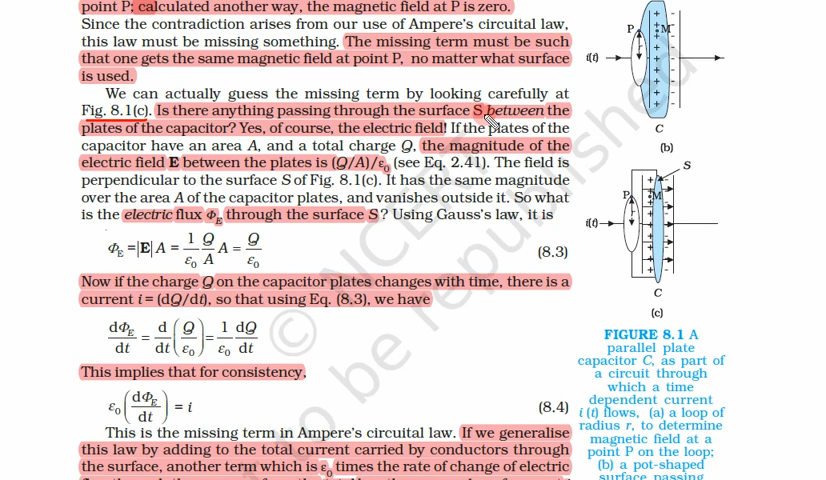 point P; calculated another way, the magnetic field at P is zero.
Since the contradiction arises from our use of Ampere's circuital law,
this law must be missing something. The missing term must be such
that one gets the same magnetic field at point P, no matter what surface
is used.
We can actually guess the missing term by looking carefully at
Fig. 8.1(c). Is there anything passing through the surface S between the
plates of the capacitor? Yes, of course, the electric field! If the plates of the
capacitor have an area A, and a total charge Q, the magnitude of the
electric field E between the plates is (Q/A)/ε0 (see Eq. 2.41). The field is
perpendicular to the surface S of Fig. 8.1(c). It has the same magnitude
over the area A of the capacitor plates, and vanishes outside it. So what
is the electric flux ΦE through the surface S? Using Gauss's law, it is
ΦE = |E| A = 1/ε0 Q/A A = Q/ε0 (8.3)
Now if the charge Q on the capacitor plates changes with time, there is a
current i = (dQ/dt), so that using Eq. (8.3), we have
dΦE/dt = d/dt (Q/ε0) = 1/ε0 dQ/dt
This implies that for consistency,
ε0 (dΦE/dt) = i (8.4)
This is the missing term in Ampere's circuital law. If we generalise
this law by adding to the total current carried by conductors through
the surface, another term which is ε0 times the rate of change of electric
P
M
r
i(t)
C
(b)
S
P
M
r
i(t)
C
(c)
FIGURE 8.1 A
parallel plate
capacitor C, as part
of a circuit through
which a time
dependent current
i (t) flows, (a) a loop of
radius r, to determine
magnetic field at a
point P on the loop;
(b) a pot-shaped
surface passing
© NCERT
to be republished